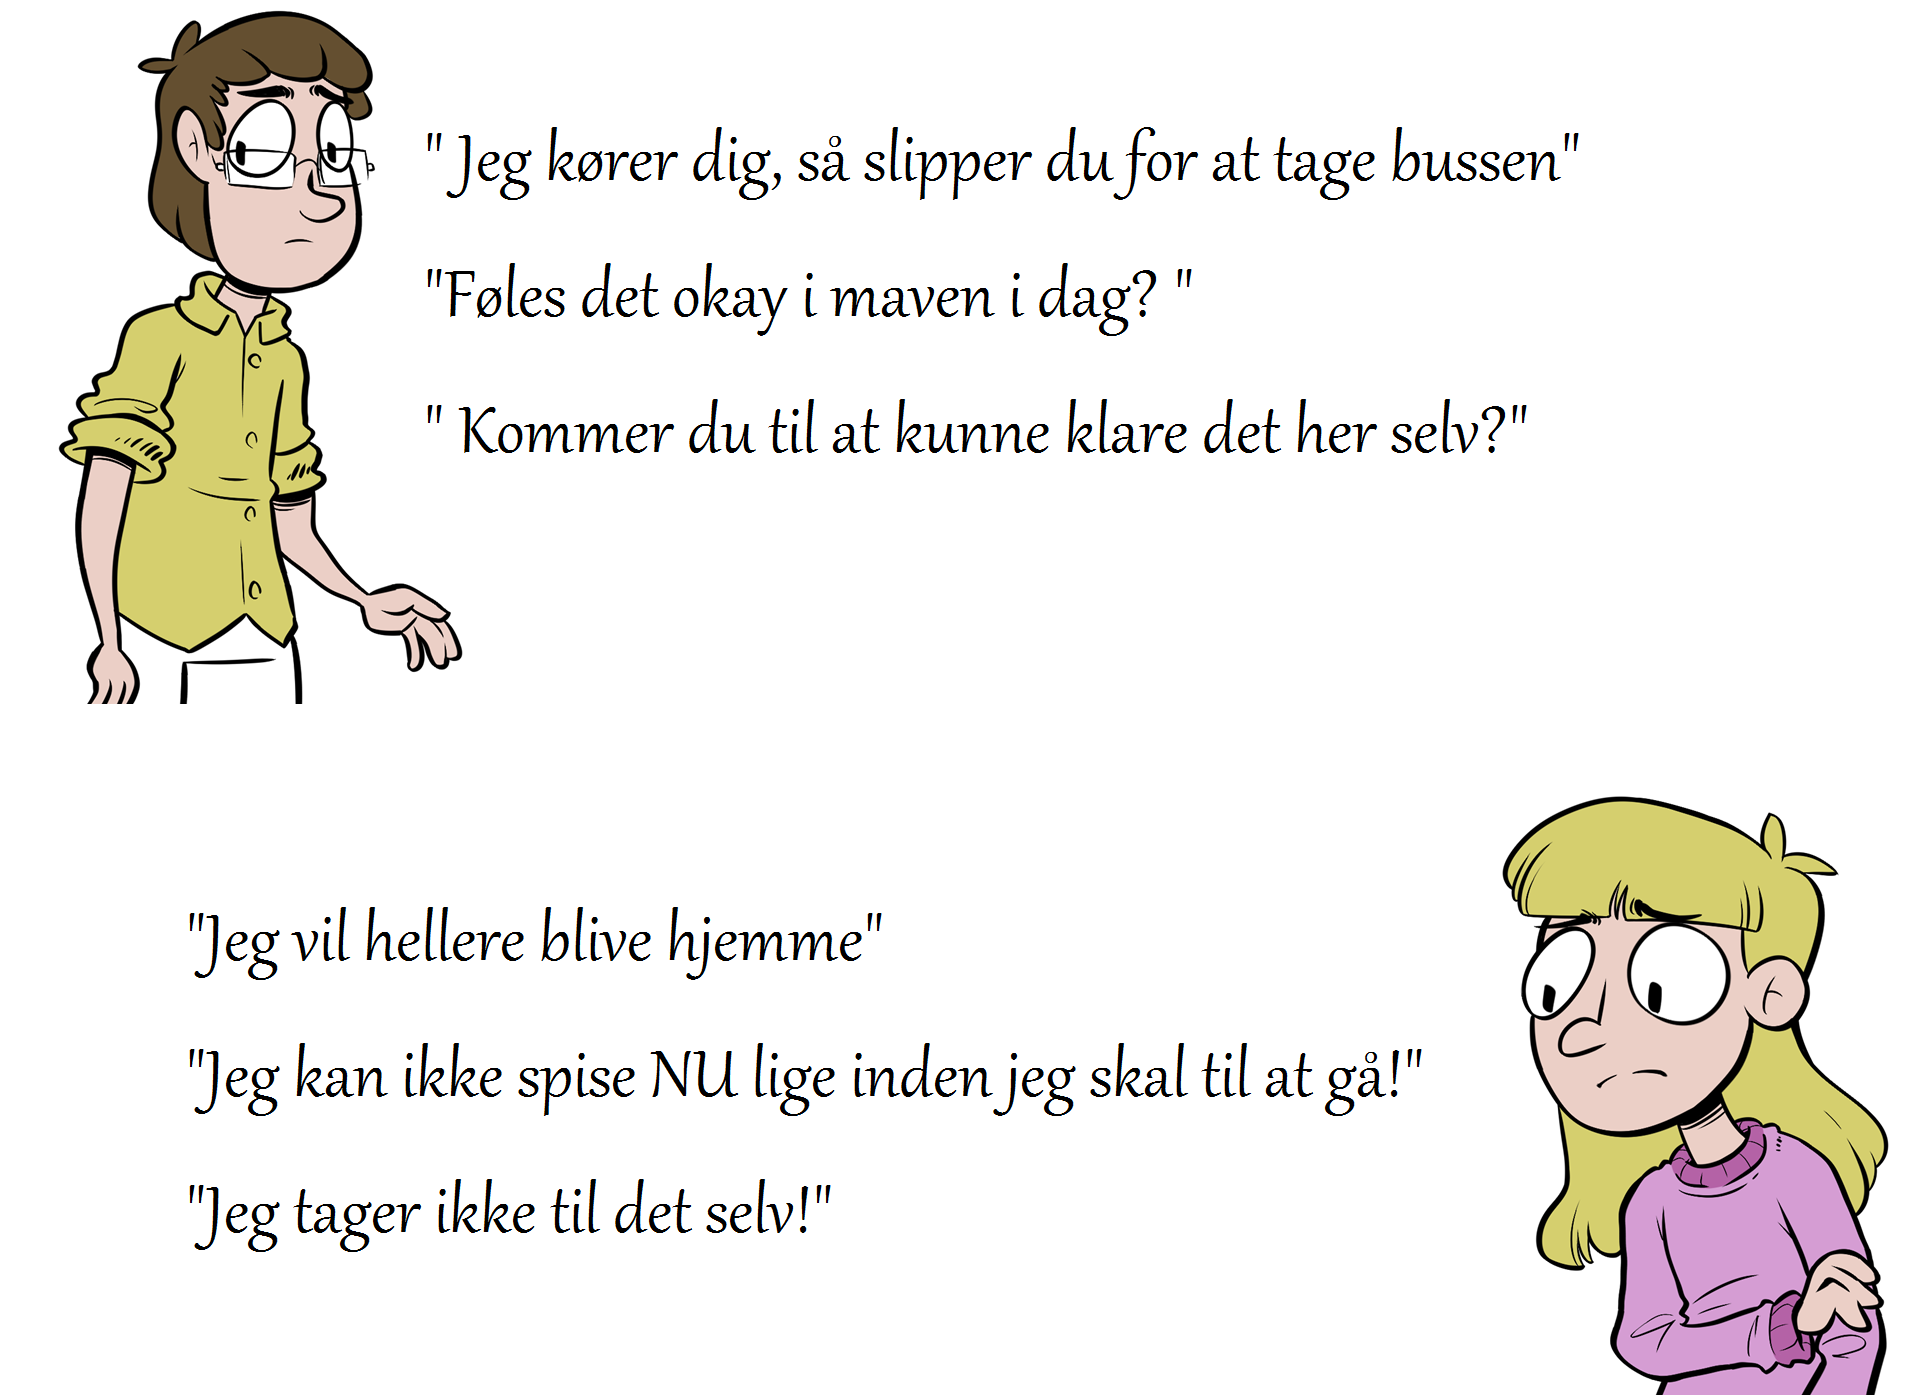 " Jeg kører dig, så slipper du for at tage bussen"
"Føles det okay i maven i dag? "
" Kommer du til at kunne klare det her selv?"
"Jeg vil hellere blive hjemme"
"Jeg kan ikke spise NU lige inden jeg skal til at gå!"
"Jeg tager ikke til det selv!"